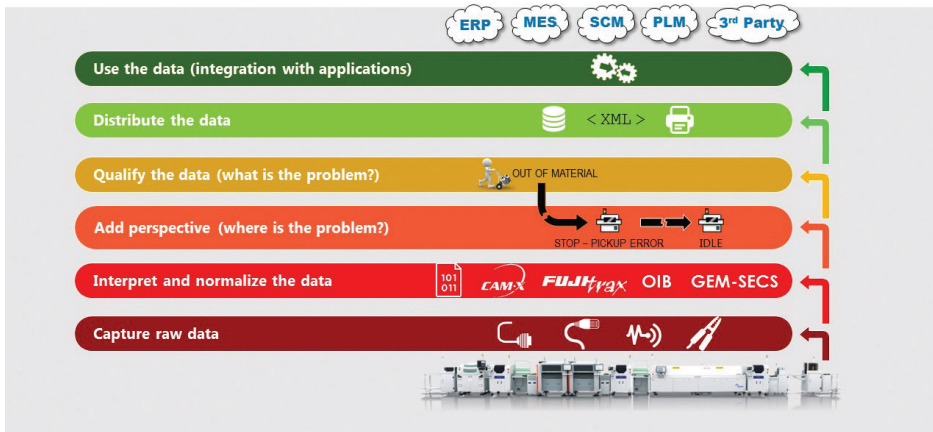 ERP MES SCM PLM 3rd Party
Use the data (integration with applications)
Distribute the data
< XML >
Qualify the data (what is the problem?)
OUT OF MATERIAL
Add perspective (where is the problem?)
STOP – PICKUP ERROR
IDLE
Interpret and normalize the data
101
011
CAM·X
FUJItrax
OIB
GEM-SECS
Capture raw data